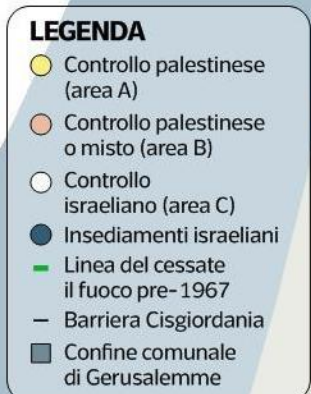 LEGENDA
Controllo palestinese
(area A)
Controllo palestinese
o misto (area B)
Controllo
israeliano (area C)
Insediamenti israeliani
Linea del cessate
il fuoco pre-1967
Barriera Cisgiordania
Confine comunale
di Gerusalemme